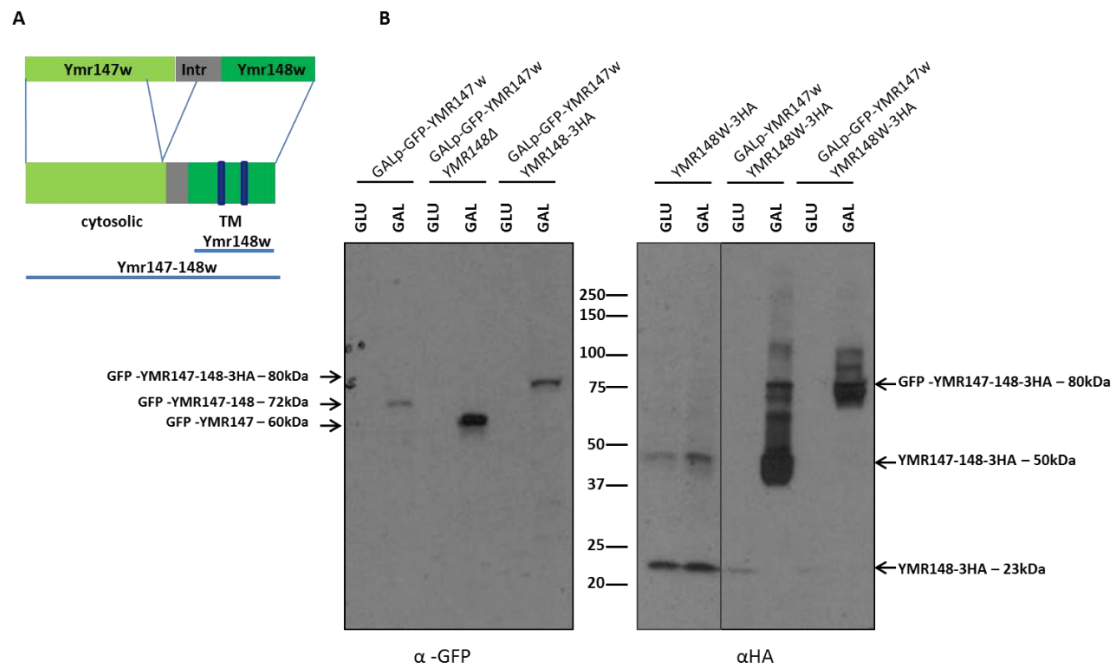 A
Ymr147w
Intr
Ymr148w
cytosolic
TM
Ymr148w
Ymr147-148w
B
GALp-GFP-YMR147w
GALp-GFP-YMR147w
YMR148Δ
GALp-GFP-YMR147w
YMR148-3HA
YMR148W-3HA
GALp-YMR147w
YMR148W-3HA
GALp-GFP-YMR147w
YMR148W-3HA
GLU
GAL
GLU
GAL
GLU
GAL
GLU
GAL
GLU
GAL
GLU
GAL
250
150
100
75
50
37
25
20
GFP -YMR147-148-3HA – 80kDa
GFP -YMR147-148 – 72kDa
GFP -YMR147 – 60kDa
GFP -YMR147-148-3HA – 80kDa
YMR147-148-3HA – 50kDa
YMR148-3HA – 23kDa
α -GFP
αHA